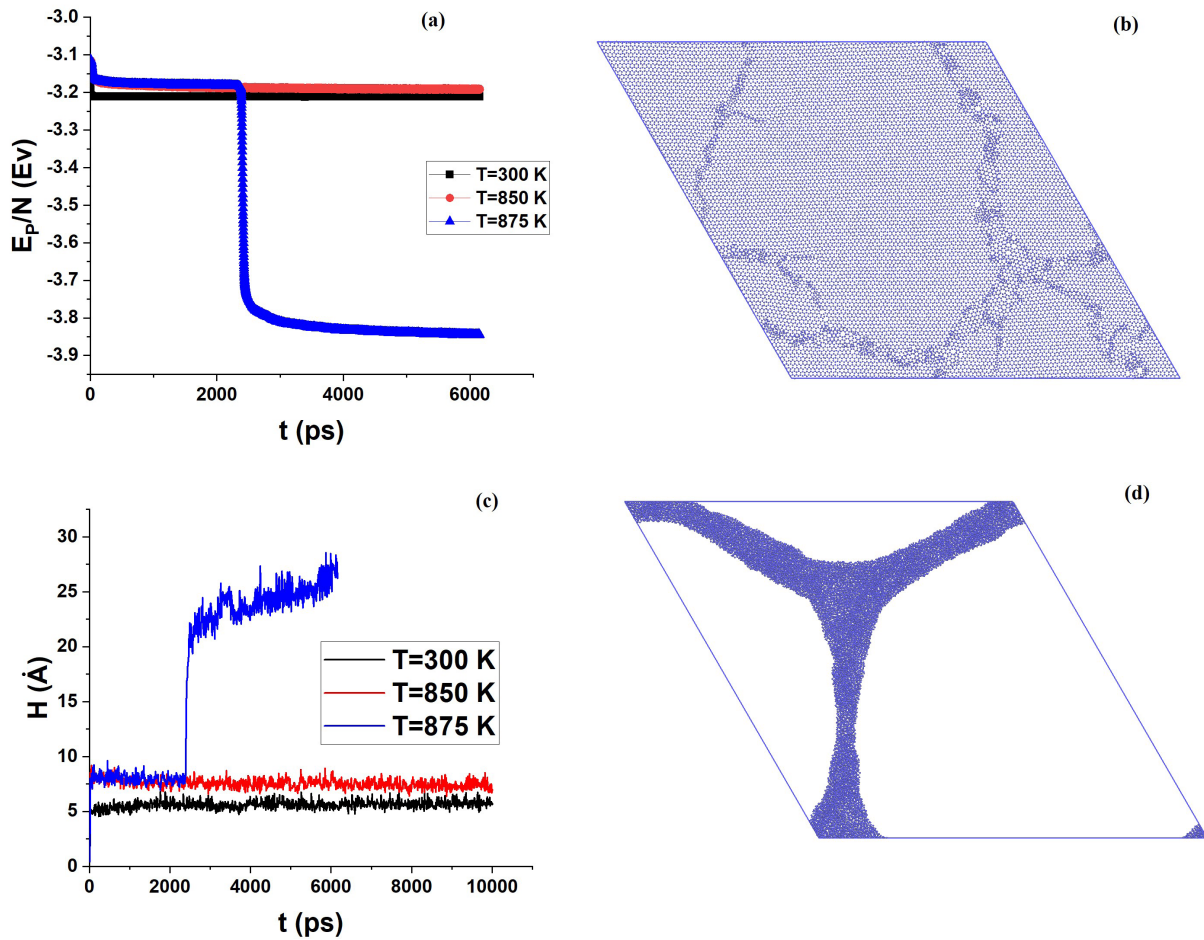 (a)
-3.0
-3.1
-3.2
-3.3
-3.4
-3.5
-3.6
-3.7
-3.8
-3.9
E_P/N (Ev)
T=300 K
T=850 K
T=875 K
0 2000 4000 6000
t (ps)
(b)
(c)
30
25
20
15
10
5
0
H (Å)
T=300 K
T=850 K
T=875 K
0 2000 4000 6000 8000 10000
t (ps)
(d)